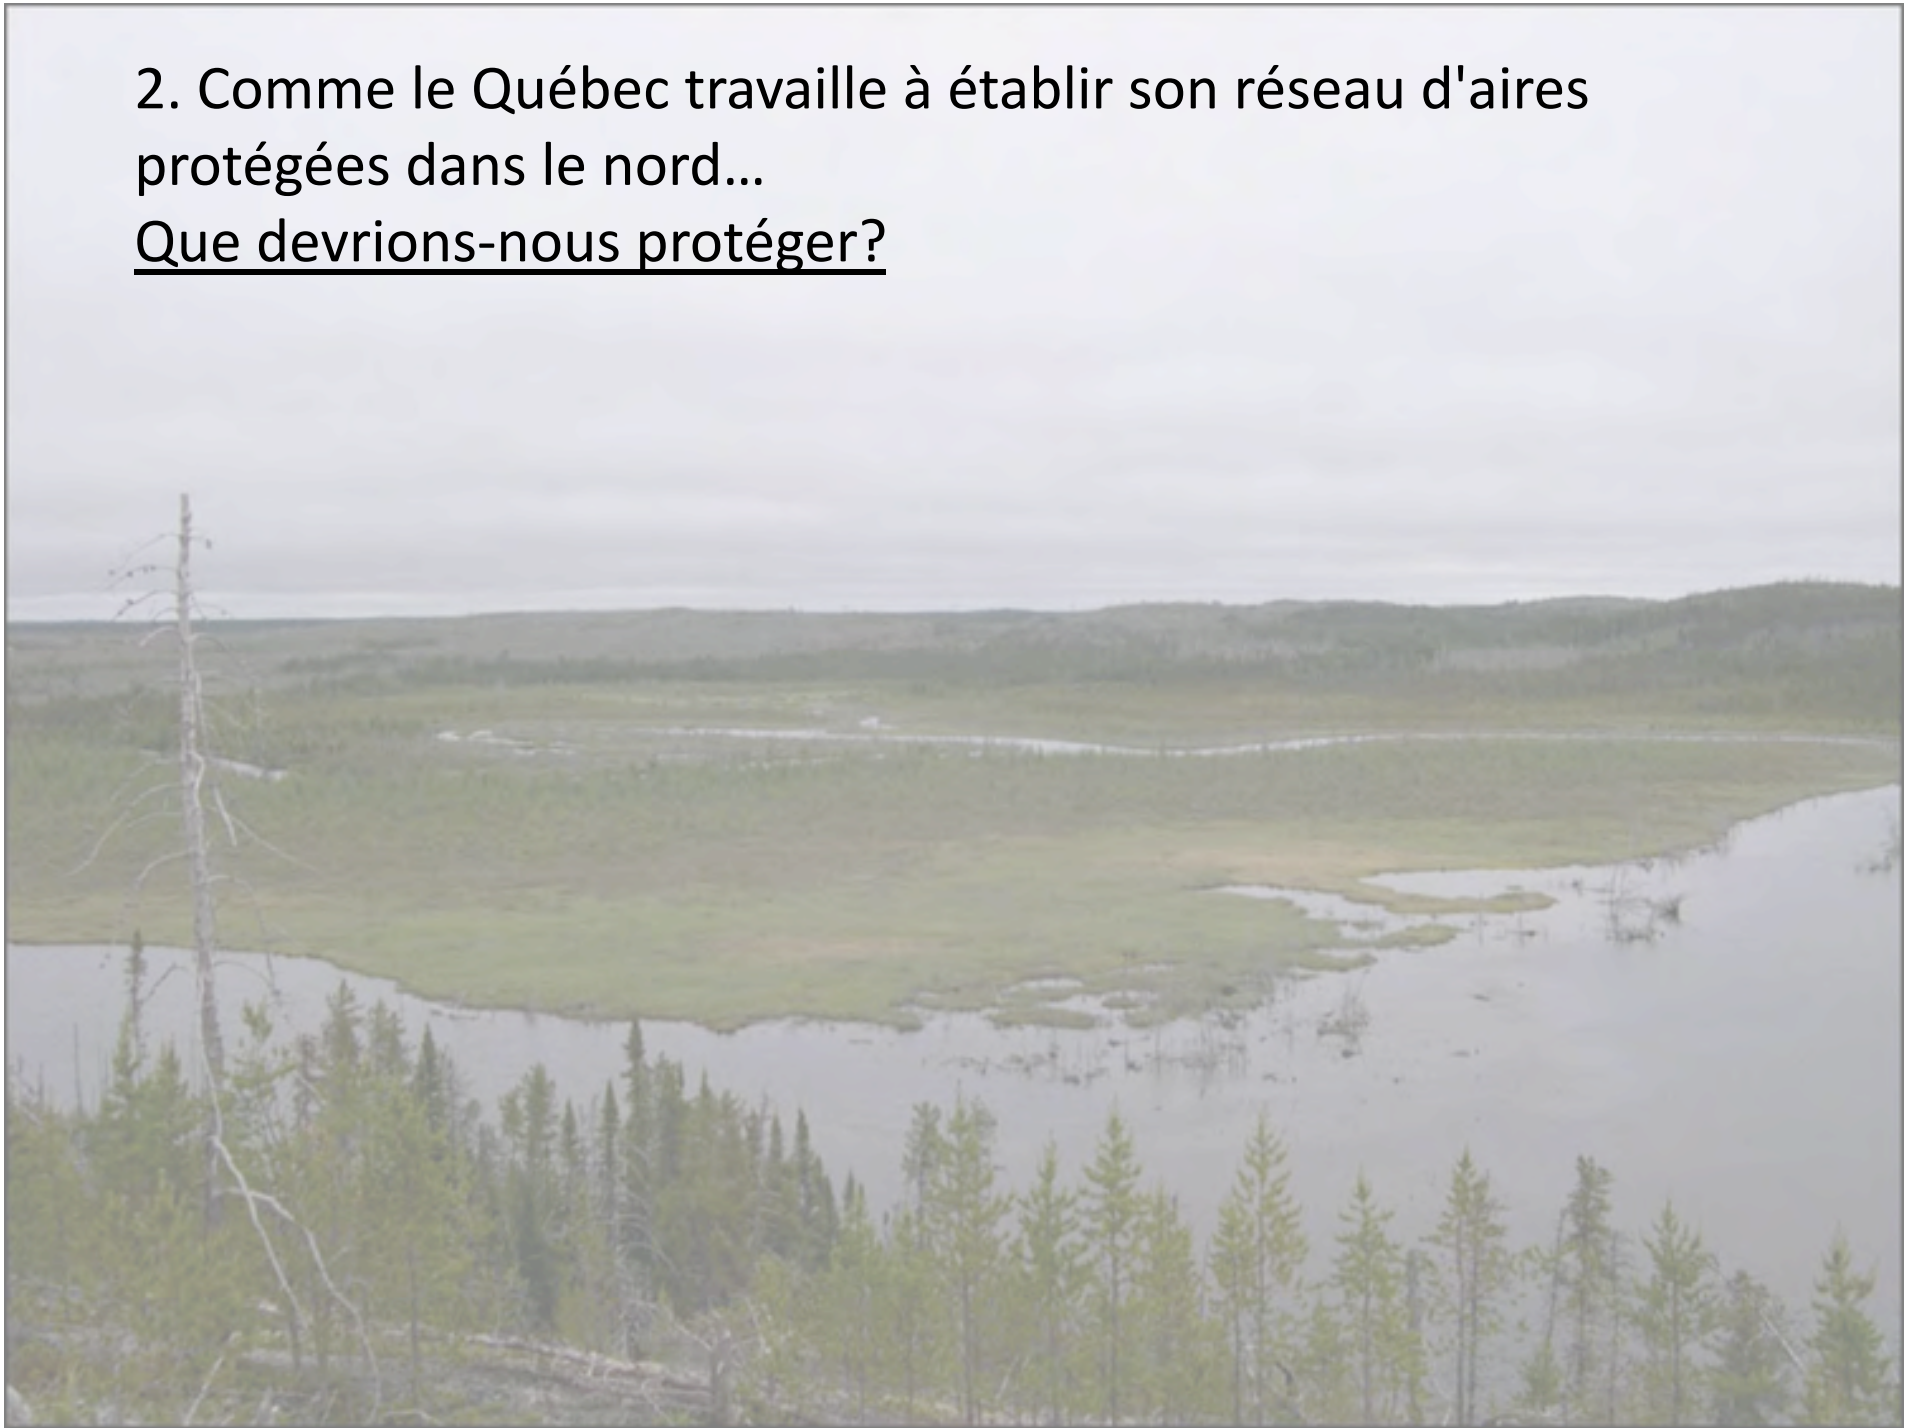 2. Comme le Québec travaille à établir son réseau d'aires
protégées dans le nord…
Que devrions-nous protéger?